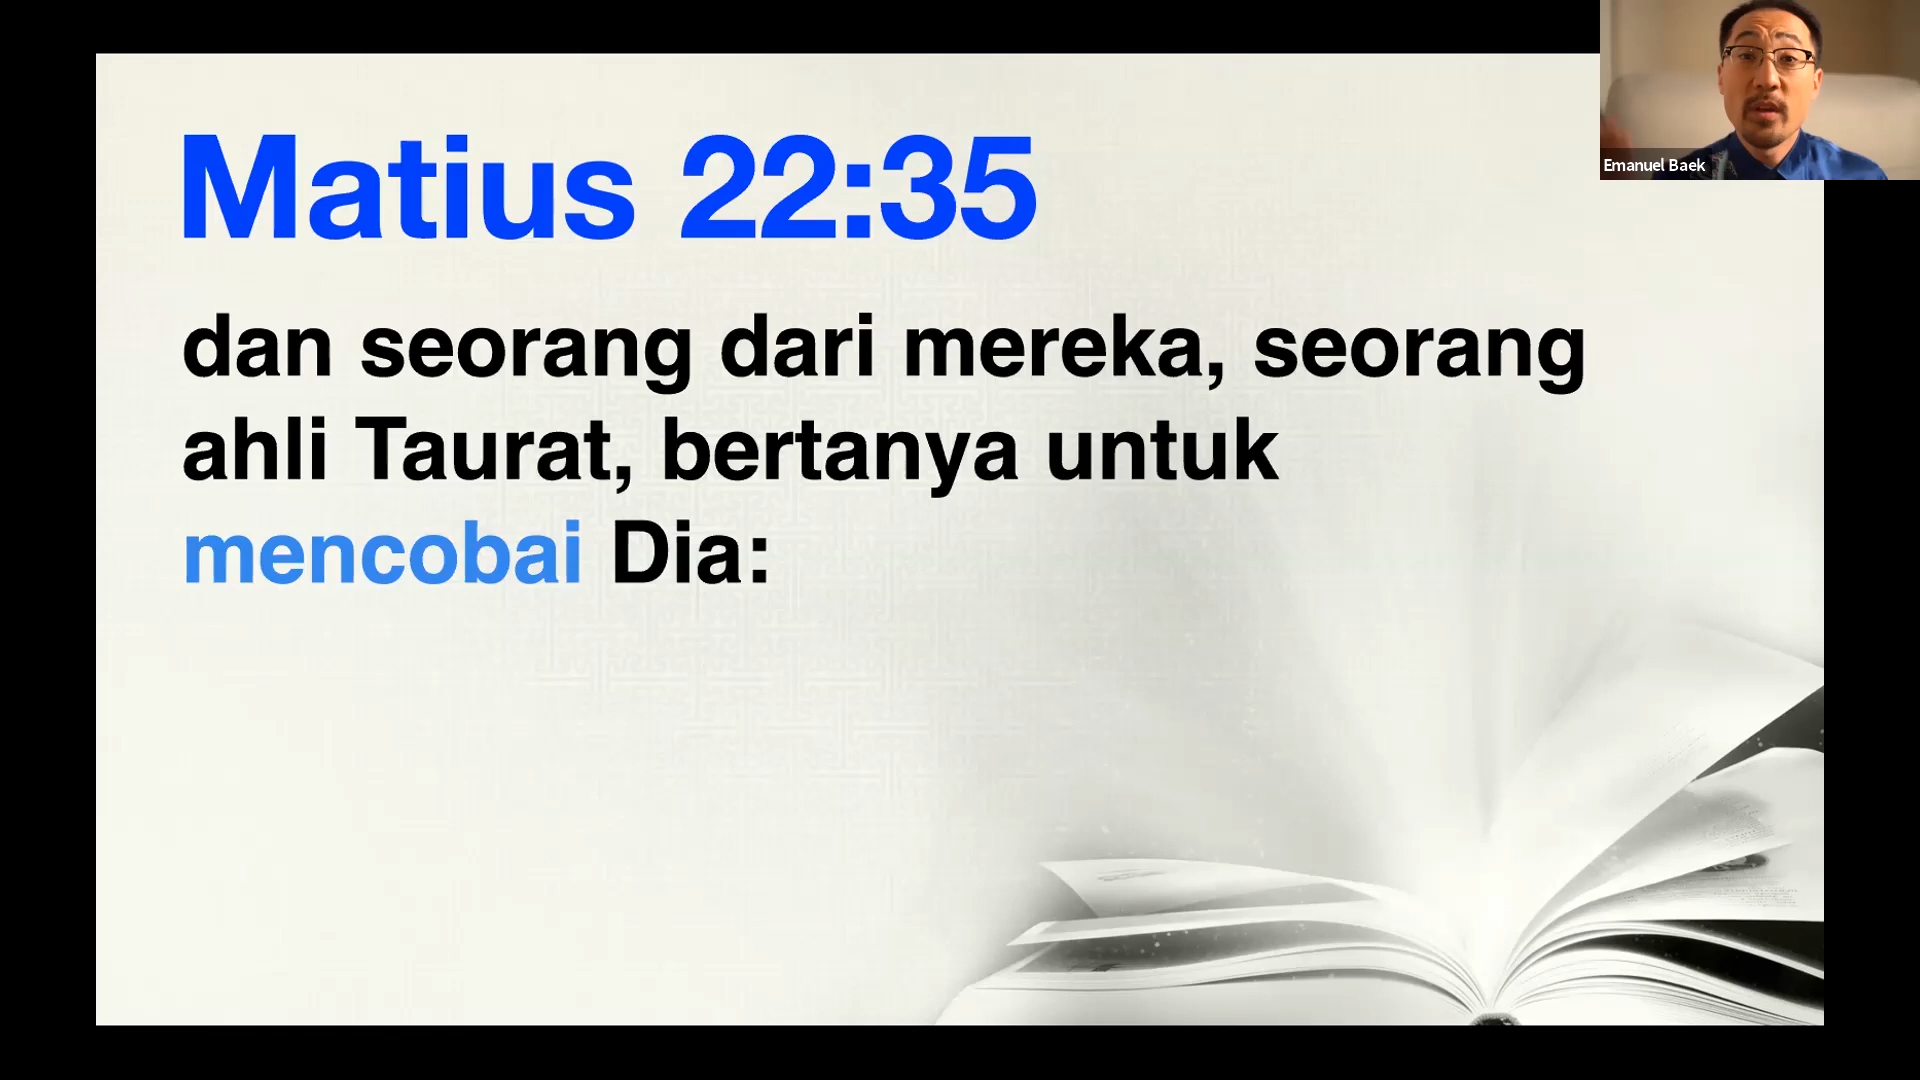 Matius 22:35
dan seorang dari mereka, seorang
ahli Taurat, bertanya untuk
mencobai Dia:
Emanuel Baek